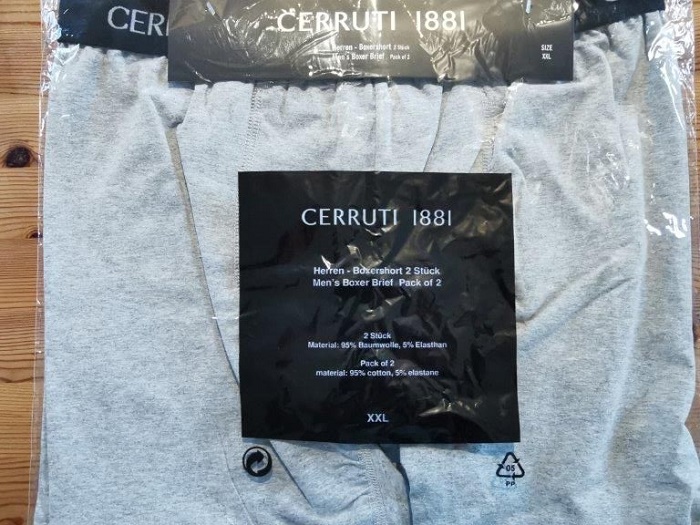 CERRUTI 1881
CER
Herren - Boxershort 2 Stück
Men's Boxer Brief Pack of 2
SIZE
XXL
CERRUTI 1881
Herren - Boxershort 2 Stück
Men's Boxer Brief Pack of 2
2 Stück
Material: 95% Baumwolle, 5% Elasthan
Pack of 2
material: 95% cotton, 5% elastane
XXL
05
PP